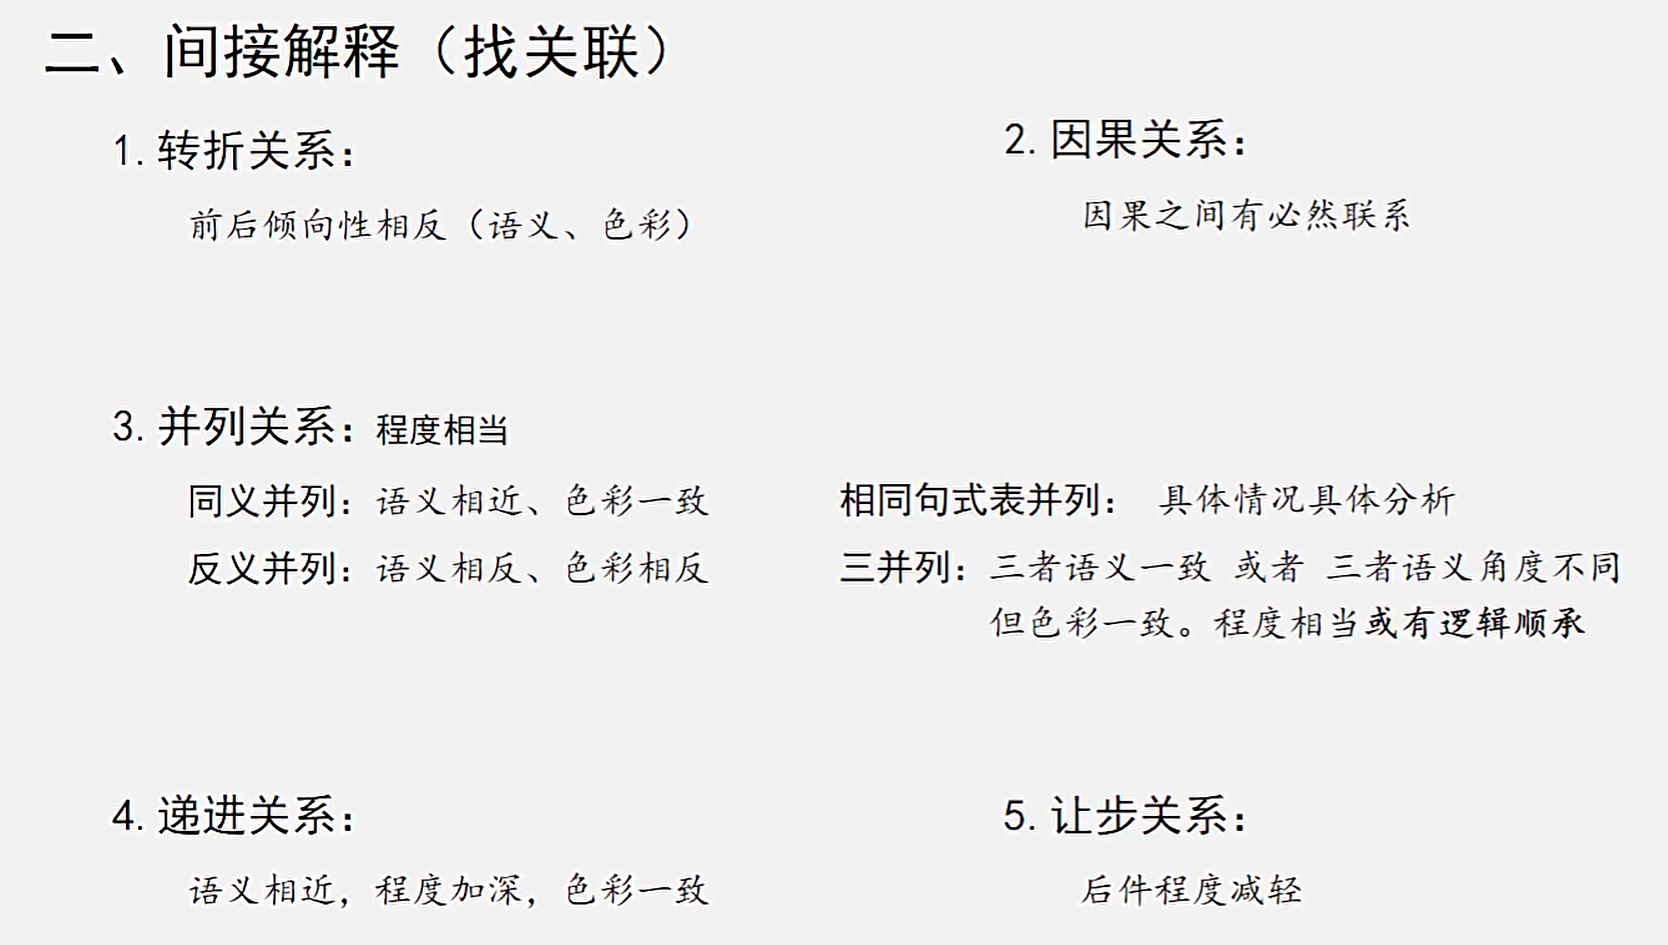 二、间接解释（找关联）
1.转折关系：
前后倾向性相反（语义、色彩）
2.因果关系：
因果之间有必然联系
3.并列关系：程度相当
同义并列：语义相近、色彩一致
反义并列：语义相反、色彩相反
相同句式表并列： 具体情况具体分析
三并列：三者语义一致 或者 三者语义角度不同
但色彩一致。程度相当或有逻辑顺承
4.递进关系：
语义相近，程度加深，色彩一致
5.让步关系：
后件程度减轻